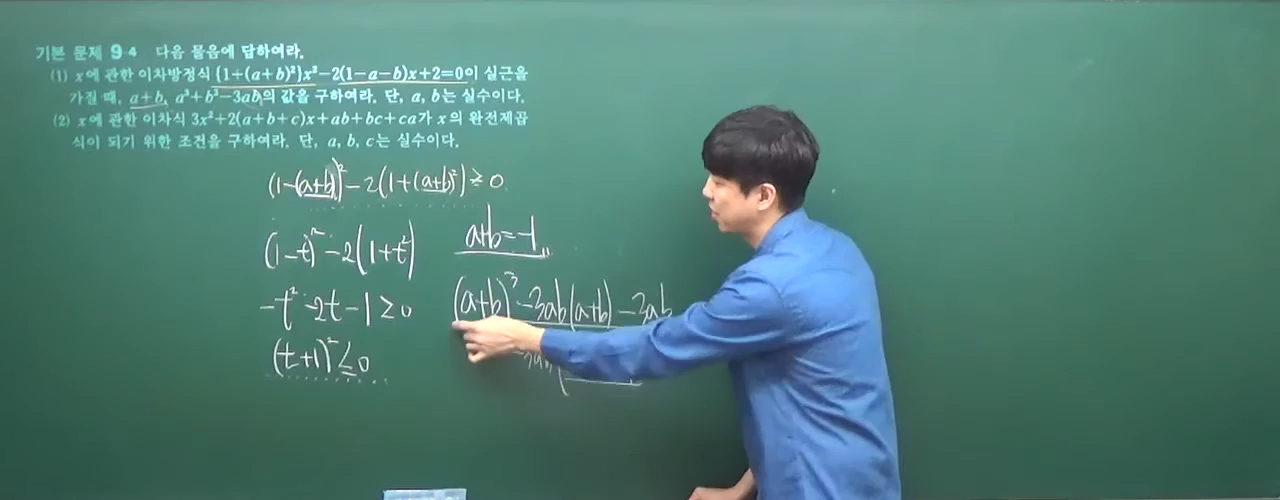 기본 문제 9-4 다음 물음에 답하여라.
(1) x에 관한 이차방정식 {1+(a+b)²}x²-2(1-a-b)x+2=0이 실근을
가질 때, a+b, a³+b³-3ab의 값을 구하여라. 단, a, b는 실수이다.
(2) x에 관한 이차식 3x²+2(a+b+c)x+ab+bc+ca가 x의 완전제곱
식이 되기 위한 조건을 구하여라. 단, a, b, c는 실수이다.
(1-(a+b))²-2(1+(a+b)²)≥0
(1-t)²-2(1+t²)
-t²-2t-1≥0
(t+1)²≤0
a+b=-1
(a+b)³-3ab(a+b)-3ab
-3ab(